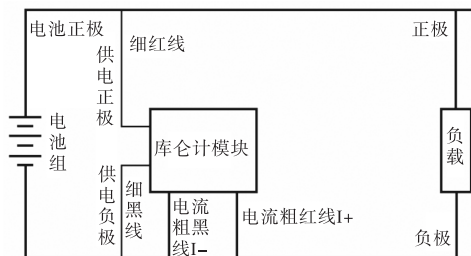 电池正极
细红线
正极
供电正极
电池组
库仑计模块
负载
供电负极
细黑线
电流
粗黑
线I-
电流粗红线I+
负极